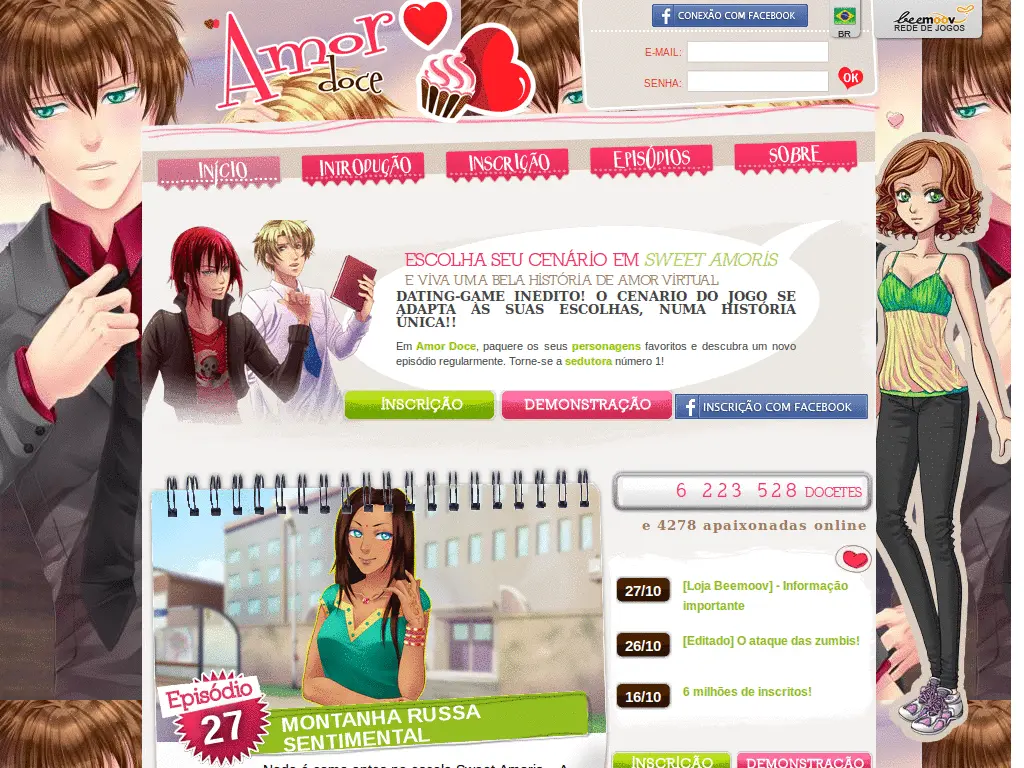 Amor
doce
CONEXÃO COM FACEBOOK
BR
beemoov
REDE DE JOGOS
E-MAIL:
SENHA:
OK
INÍCIO
INTRODUÇÃO
INSCRIÇÃO
EPISÓDIOS
SOBRE
ESCOLHA SEU CENÁRIO EM SWEET AMORIS
E VIVA UMA BELA HISTÓRIA DE AMOR VIRTUAL
DATING-GAME INEDITO! O CENARIO DO JOGO SE
ADAPTA ÀS SUAS ESCOLHAS, NUMA HISTÓRIA
ÚNICA!!
Em Amor Doce, paquere os seus personagens favoritos e descubra um novo
episódio regularmente. Torne-se a sedutora número 1!
INSCRIÇÃO
DEMONSTRAÇÃO
INSCRIÇÃO COM FACEBOOK
6 223 528 DOCETES
e 4278 apaixonadas online
27/10
[Loja Beemoov] - Informação
importante
26/10
[Editado] O ataque das zumbis!
16/10
6 milhões de inscritos!
Episódio
27
MONTANHA RUSSA
SENTIMENTAL
INSCRIÇÃO
DEMONSTRAÇÃO